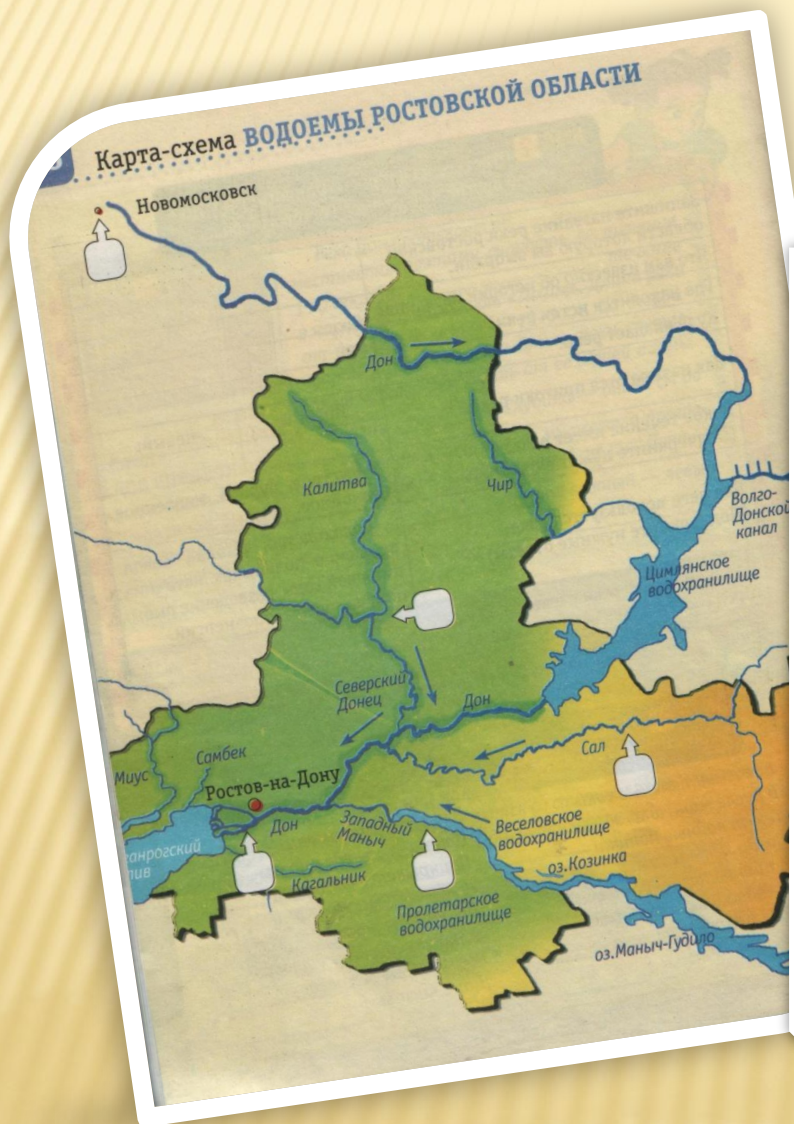 Карта-схема ВОДОЕМЫ РОСТОВСКОЙ ОБЛАСТИ
Новомосковск
Дон
Калитва
Чир
Волго-
Донской
канал
Цимлянское
водохранилище
Северский
Донец
Дон
Сал
Миус
Самбек
Ростов-на-Дону
Дон
Западный
Маныч
Веселовское
водохранилище
Кагальник
оз.Козинка
Пролетарское
водохранилище
оз.Маныч-Гудило